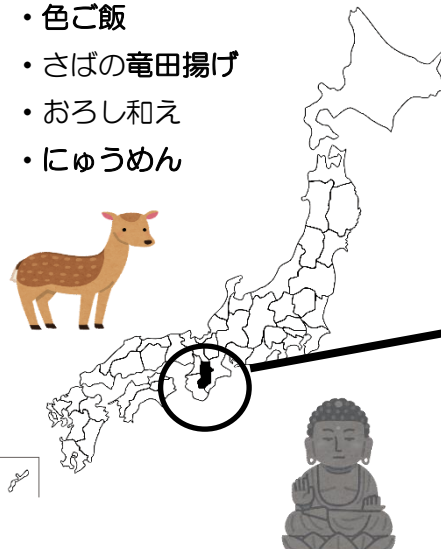 ・色ご飯
・さばの竜田揚げ
・おろし和え
・にゅうめん